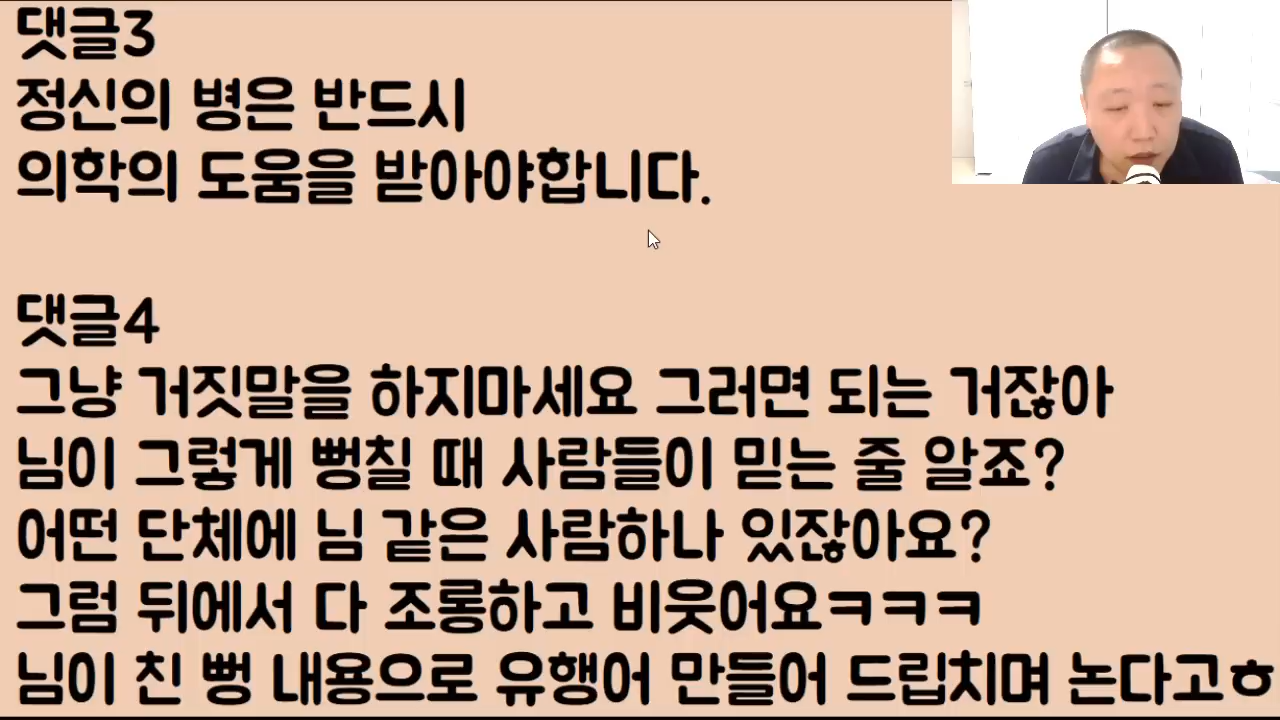 댓글3
정신의 병은 반드시
의학의 도움을 받아야합니다.
댓글4
그냥 거짓말을 하지마세요 그러면 되는 거잖아
님이 그렇게 뻥칠 때 사람들이 믿는 줄 알죠?
어떤 단체에 님 같은 사람하나 있잖아요?
그럼 뒤에서 다 조롱하고 비웃어요ㅋㅋㅋ
님이 친 뻥 내용으로 유행어 만들어 드립치며 논다고ㅎ